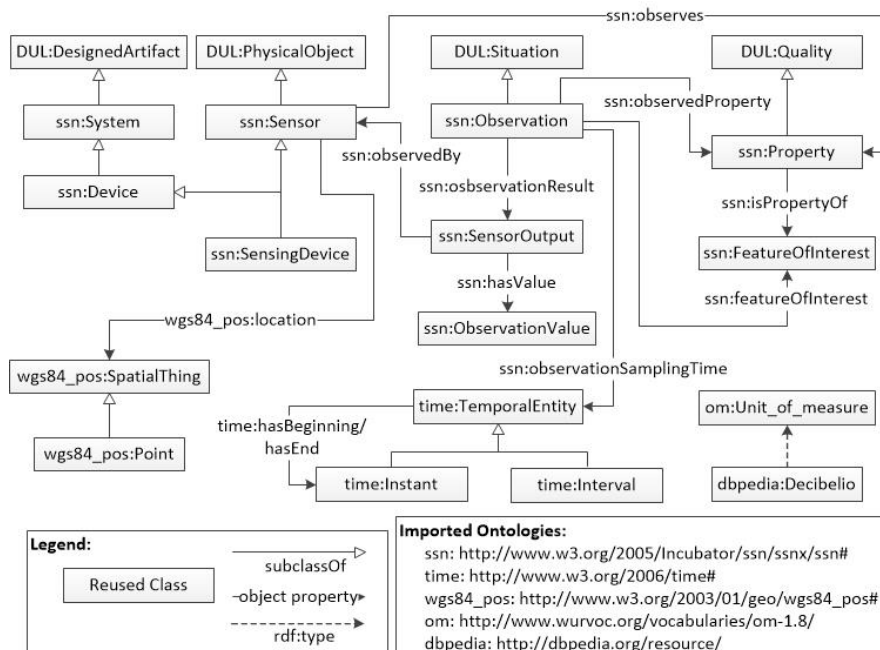 ssn:observes
DUL:DesignedArtifact
DUL:PhysicalObject
DUL:Situation
DUL:Quality
ssn:observedProperty
ssn:System
ssn:Sensor
ssn:Observation
ssn:observedBy
ssn:Property
ssn:Device
ssn:osbservationResult
ssn:isPropertyOf
ssn:SensingDevice
ssn:SensorOutput
ssn:FeatureOfInterest
ssn:hasValue
ssn:featureOfInterest
wgs84_pos:location
ssn:ObservationValue
ssn:observationSamplingTime
wgs84_pos:SpatialThing
time:TemporalEntity
om:Unit_of_measure
time:hasBeginning/
hasEnd
wgs84_pos:Point
time:Instant
time:Interval
dbpedia:Decibelio
Legend:
subclassOf
Reused Class
object property
rdf:type
Imported Ontologies:
ssn: http://www.w3.org/2005/Incubator/ssn/ssnx/ssn#
time: http://www.w3.org/2006/time#
wgs84_pos: http://www.w3.org/2003/01/geo/wgs84_pos#
om: http://www.wurvoc.org/vocabularies/om-1.8/
dbpedia: http://dbpedia.org/resource/